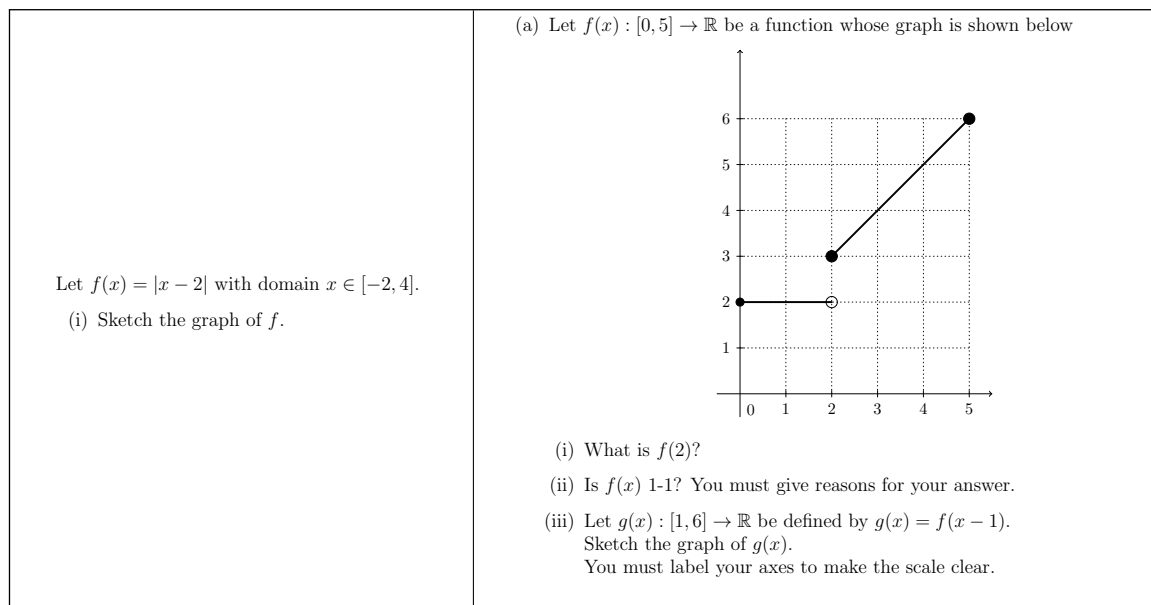 Let f(x) = |x − 2| with domain x ∈ [−2, 4].
(i) Sketch the graph of f.
(a) Let f(x) : [0, 5] → ℝ be a function whose graph is shown below
6
5
4
3
2
1
0 1 2 3 4 5
(i) What is f(2)?
(ii) Is f(x) 1-1? You must give reasons for your answer.
(iii) Let g(x) : [1, 6] → ℝ be defined by g(x) = f(x − 1).
Sketch the graph of g(x).
You must label your axes to make the scale clear.